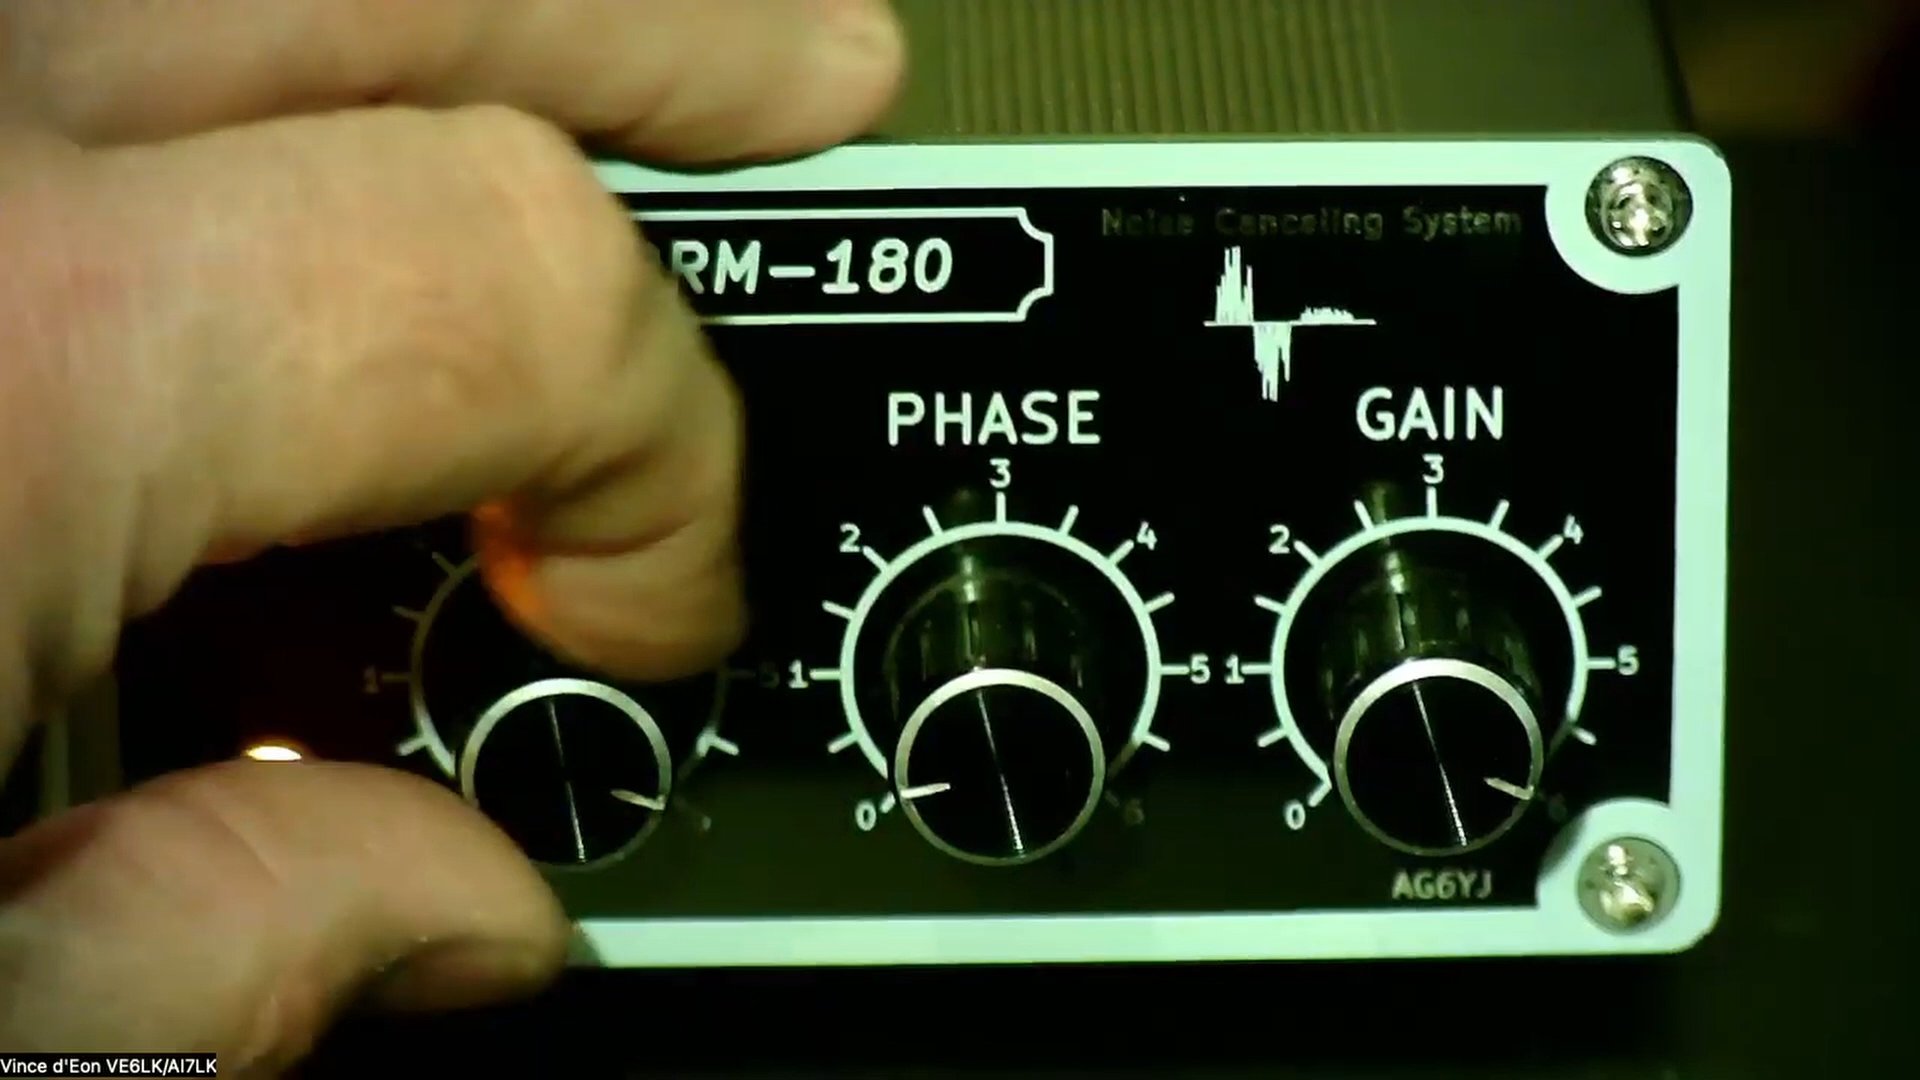 RM-180
Noise Canceling System
PHASE
GAIN
3
3
2
4
2
4
1
5
1
5
1
5
0
6
0
6
AG6YJ
Vince d'Eon VE6LK/AI7LK